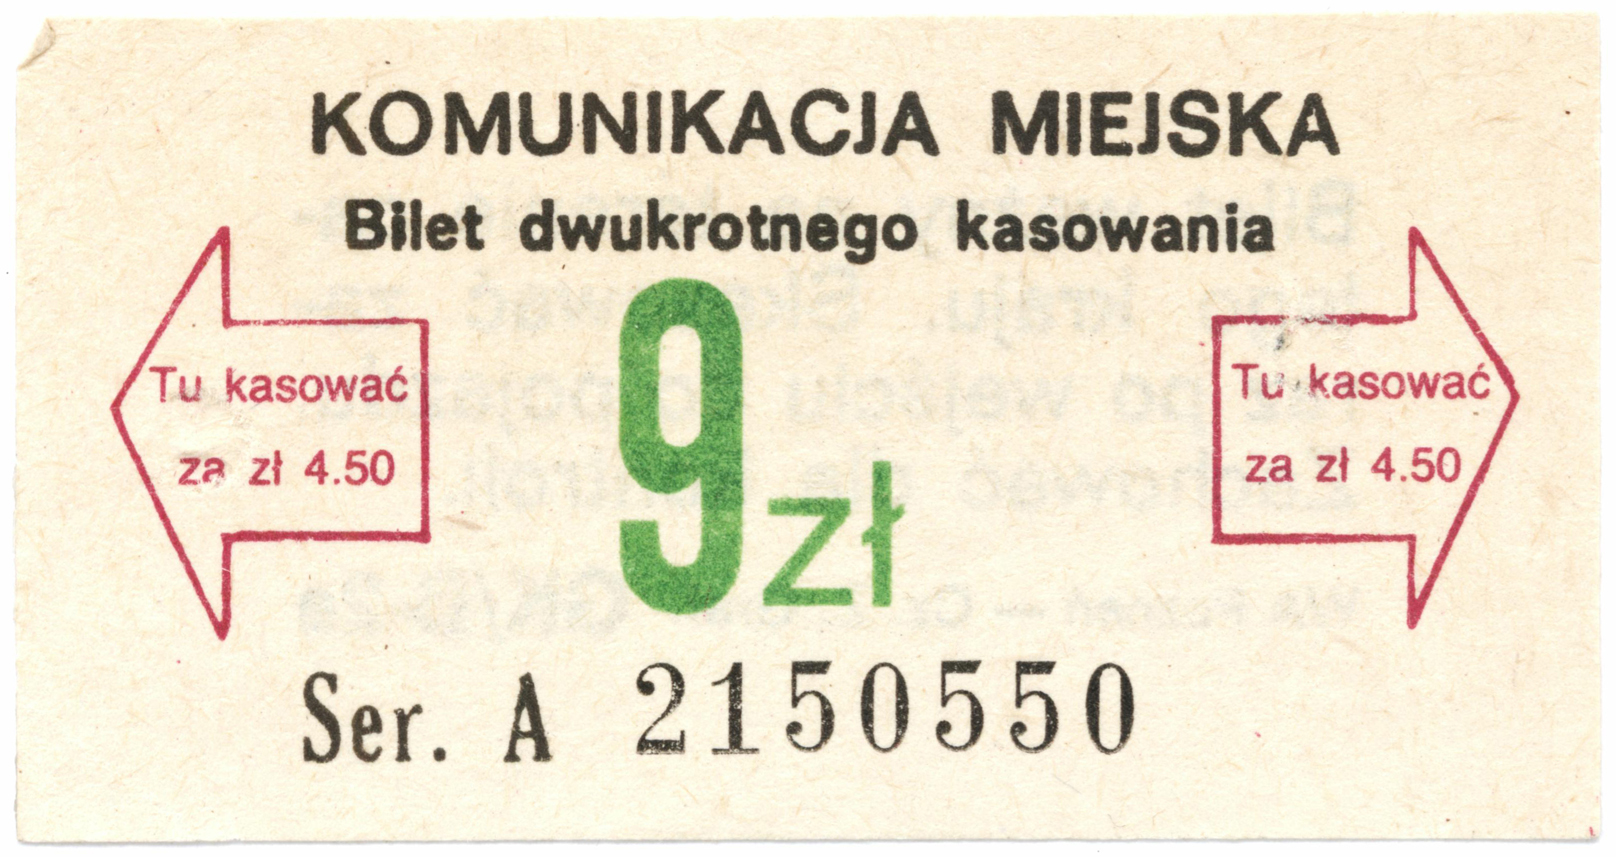 KOMUNIKACJA MIEJSKA
Bilet dwukrotnego kasowania
Tu kasować
za zł 4.50
9 zł
Tu kasować
za zł 4.50
Ser. A 2150550